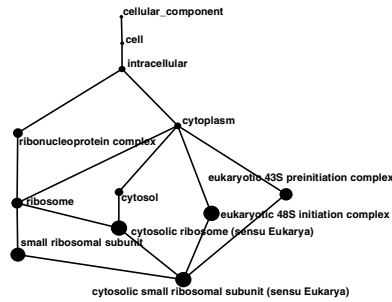 cellular_component
cell
intracellular
cytoplasm
ribonucleoprotein complex
eukaryotic 43S preinitiation complex
ribosome
cytosol
eukaryotic 48S initiation complex
cytosolic ribosome (sensu Eukarya)
small ribosomal subunit
cytosolic small ribosomal subunit (sensu Eukarya)